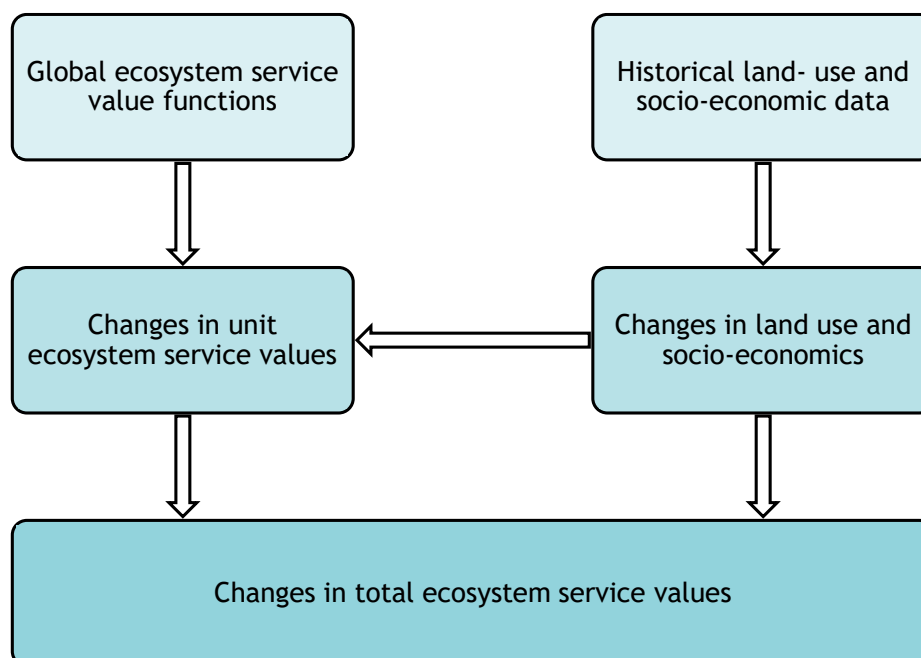 Global ecosystem service
value functions
Historical land- use and
socio-economic data
Changes in unit
ecosystem service values
Changes in land use and
socio-economics
Changes in total ecosystem service values